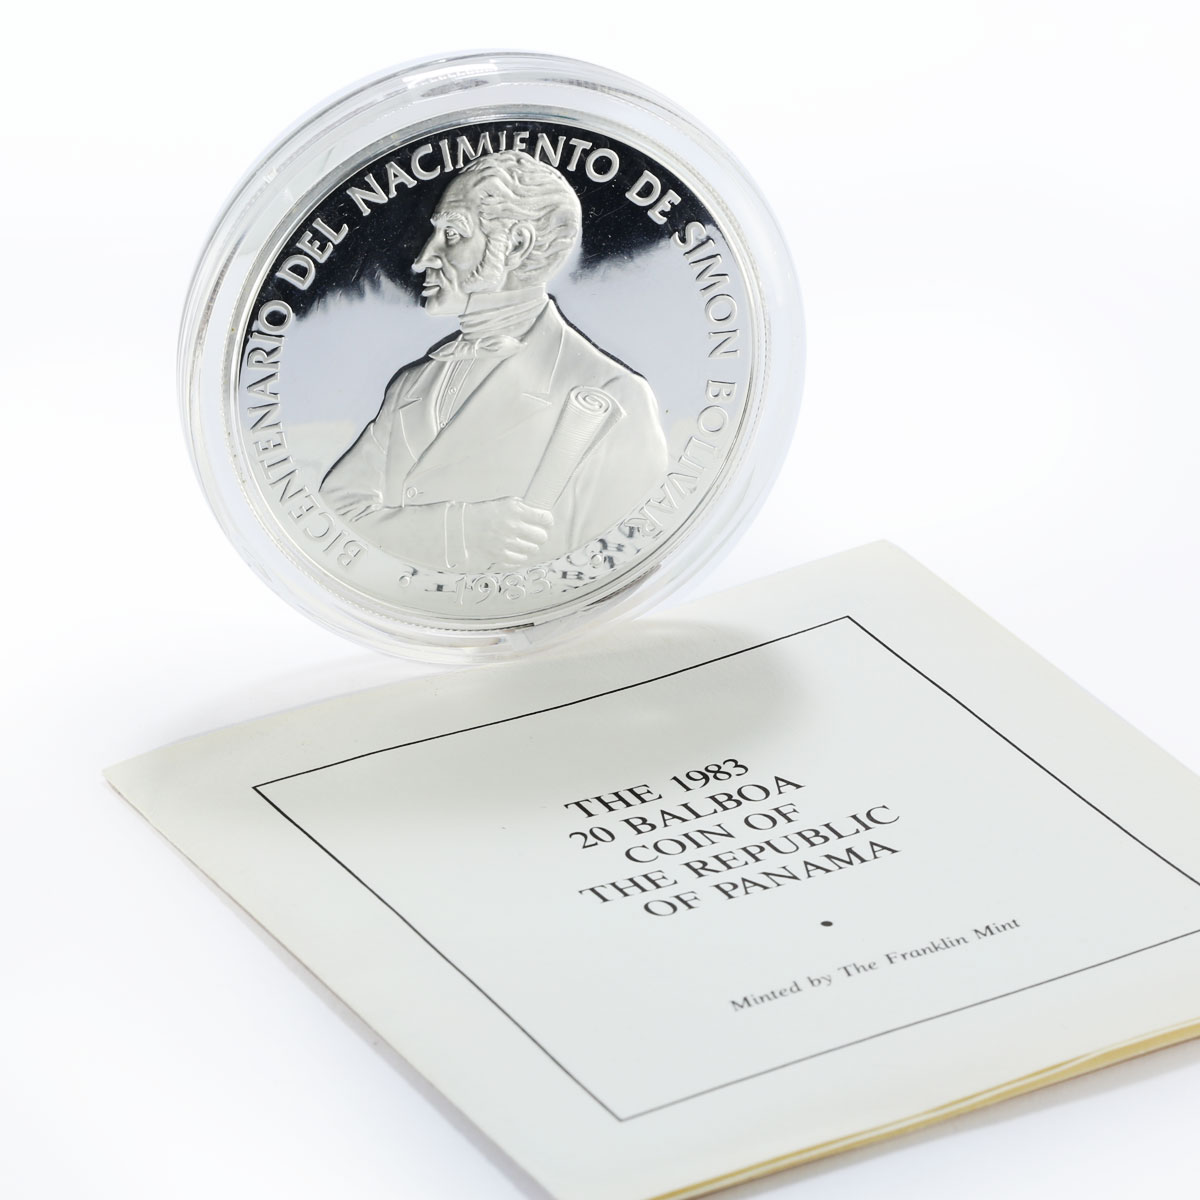 BICENTENARIO DEL NACIMIENTO DE SIMON BOLIVAR
1983
THE 1983
20 BALBOA
COIN OF
THE REPUBLIC
OF PANAMA
Minted by The Franklin Mint